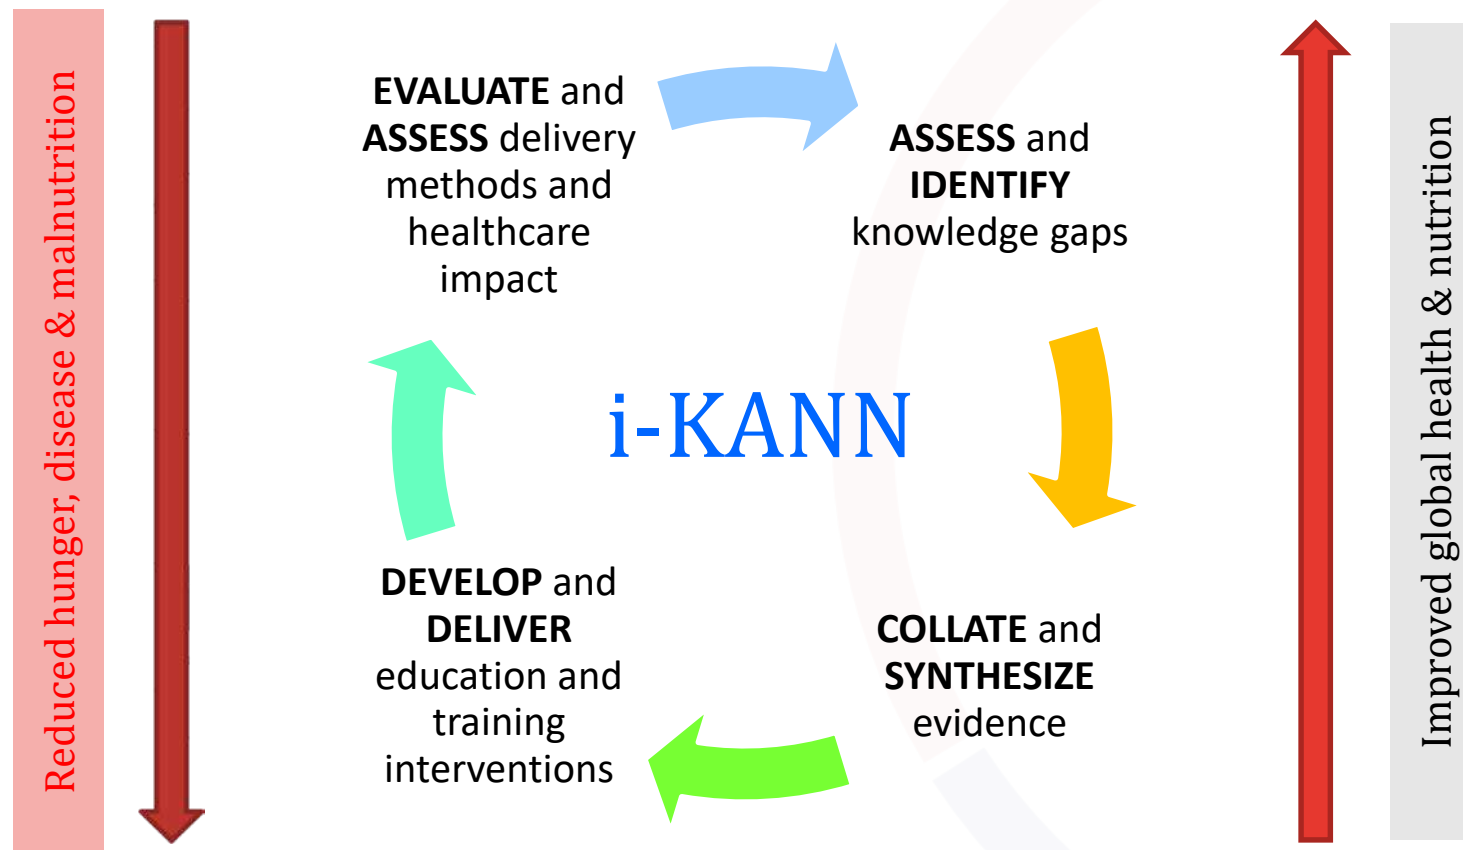 Reduced hunger, disease & malnutrition
EVALUATE and
ASSESS delivery
methods and
healthcare
impact
ASSESS and
IDENTIFY
knowledge gaps
i-KANN
DEVELOP and
DELIVER
education and
training
interventions
COLLATE and
SYNTHESIZE
evidence
Improved global health & nutrition